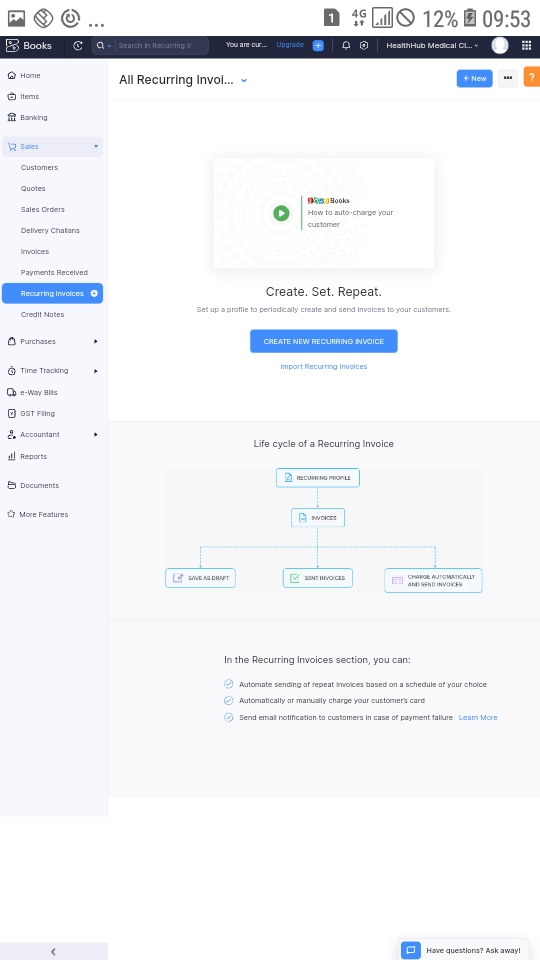 1 4G 12% 09:53
Books Search in Recurring Ir You are cur... Upgrade HealthHub Medical Cl...
Home
Items
Banking
Sales
Customers
Quotes
Sales Orders
Delivery Challans
Invoices
Payments Received
Recurring Invoices
Credit Notes
Purchases
Time Tracking
e-Way Bills
GST Filing
Accountant
Reports
Documents
More Features
All Recurring Invoi...
+ New
?
ZOHO Books
How to auto-charge your
customer
Create. Set. Repeat.
Set up a profile to periodically create and send invoices to your customers.
CREATE NEW RECURRING INVOICE
Import Recurring Invoices
Life cycle of a Recurring Invoice
RECURRING PROFILE
INVOICES
SAVE AS DRAFT
SENT INVOICES
CHARGE AUTOMATICALLY
AND SEND INVOICES
In the Recurring Invoices section, you can:
Automate sending of repeat invoices based on a schedule of your choice
Automatically or manually charge your customer's card
Send email notification to customers in case of payment failure Learn More
Have questions? Ask away!